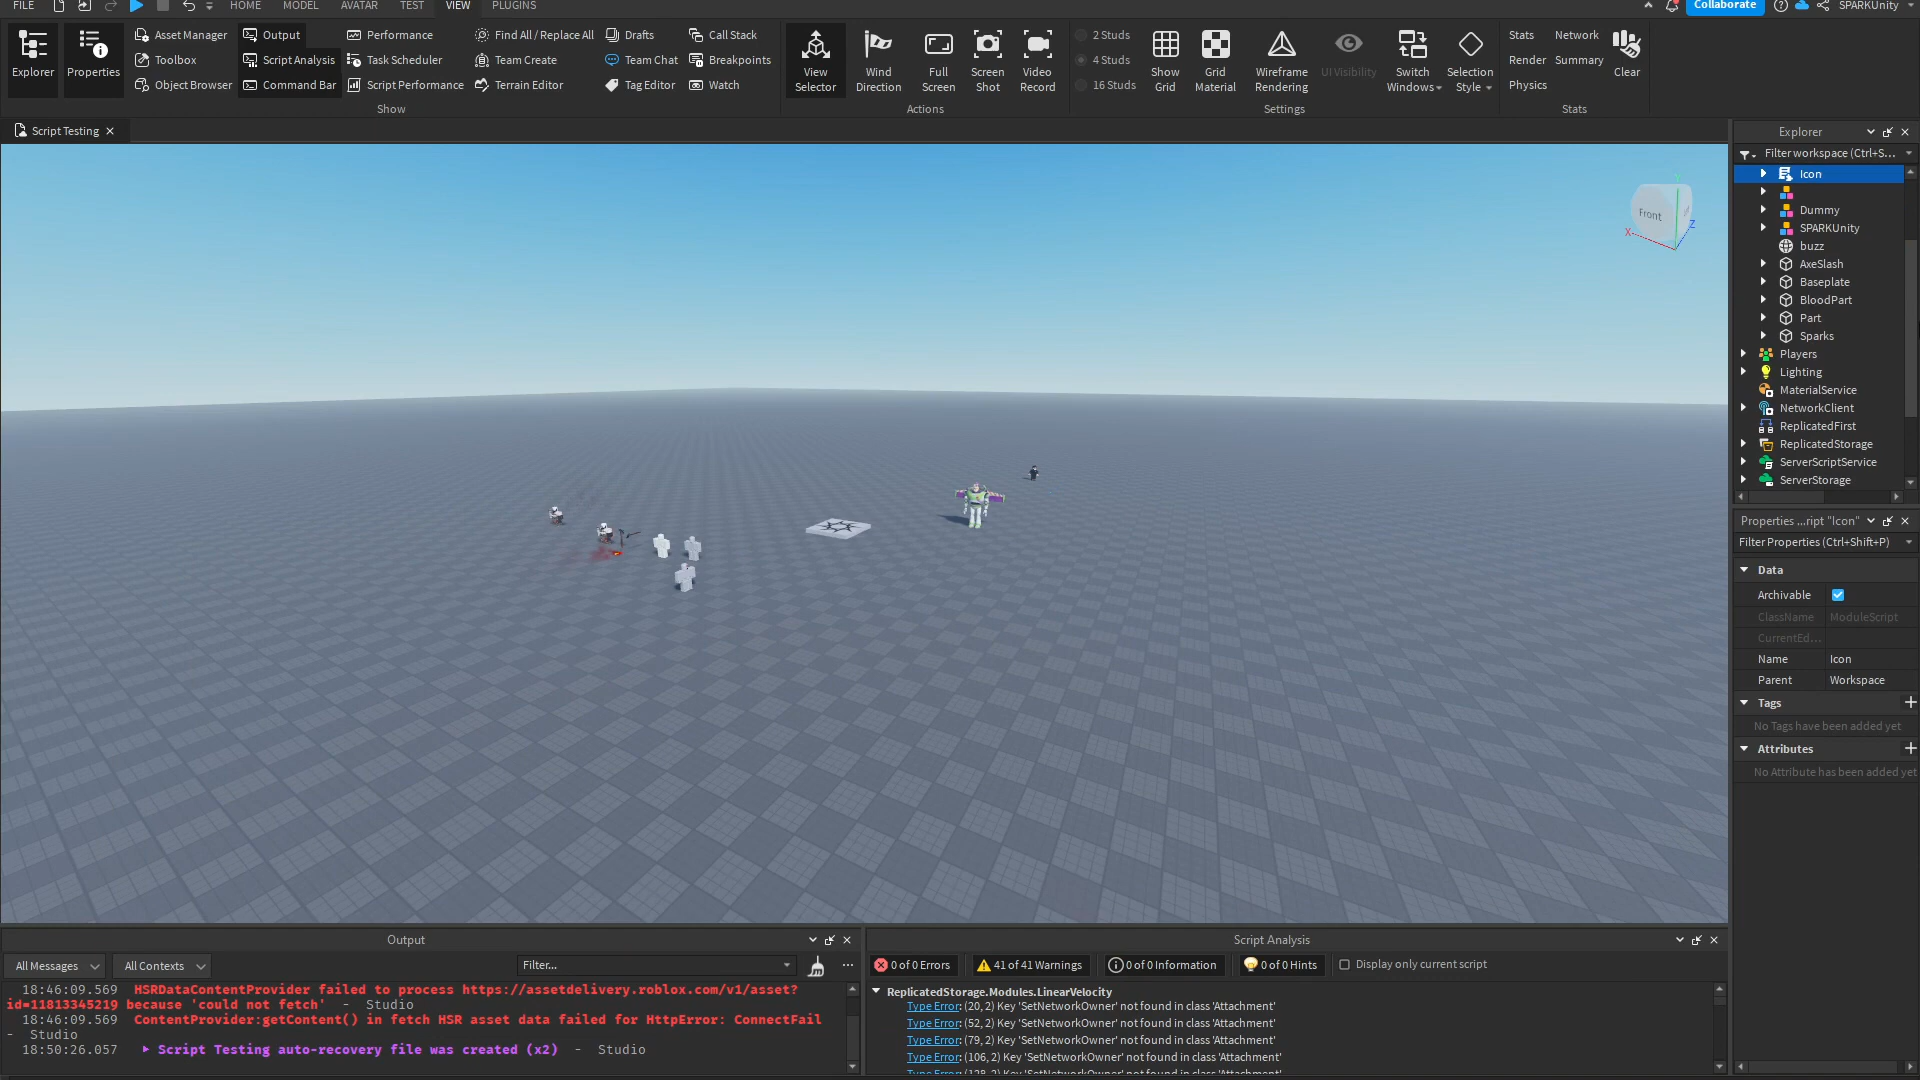 FILE HOME MODEL AVATAR TEST VIEW PLUGINS Collaborate SPARKUnity
Explorer
Properties
Asset Manager
Toolbox
Object Browser
Output
Script Analysis
Command Bar
Performance
Task Scheduler
Script Performance
Find All / Replace All
Team Create
Terrain Editor
Drafts
Team Chat
Tag Editor
Call Stack
Breakpoints
Watch
Show
View
Selector
Wind
Direction
Full
Screen
Screen
Shot
Video
Record
Actions
2 Studs
4 Studs
16 Studs
Show
Grid
Grid
Material
Wireframe
Rendering
UI Visibility
Switch
Windows
Selection
Style
Settings
Stats
Render
Physics
Network
Summary
Clear
Stats
Script Testing
Front
X
Y
Z
Explorer
Filter workspace (Ctrl+S...
Icon
Dummy
SPARKUnity
buzz
AxeSlash
Baseplate
BloodPart
Part
Sparks
Players
Lighting
MaterialService
NetworkClient
ReplicatedFirst
ReplicatedStorage
ServerScriptService
ServerStorage
Properties ...ript "Icon"
Filter Properties (Ctrl+Shift+P)
Data
Archivable
ClassName ModuleScript
CurrentEd...
Name Icon
Parent Workspace
Tags
No Tags have been added yet
Attributes
No Attribute has been added yet
Output
All Messages All Contexts Filter...
18:46:09.569 HSRDataContentProvider failed to process https://assetdelivery.roblox.com/v1/asset?
id=11813345219 because 'could not fetch' - Studio
18:46:09.569 ContentProvider:getContent() in fetch HSR asset data failed for HttpError: ConnectFail
- Studio
18:50:26.057 Script Testing auto-recovery file was created (x2) - Studio
Script Analysis
0 of 0 Errors 41 of 41 Warnings 0 of 0 Information 0 of 0 Hints Display only current script
ReplicatedStorage.Modules.LinearVelocity
Type Error: (20, 2) Key 'SetNetworkOwner' not found in class 'Attachment'
Type Error: (52, 2) Key 'SetNetworkOwner' not found in class 'Attachment'
Type Error: (79, 2) Key 'SetNetworkOwner' not found in class 'Attachment'
Type Error: (106, 2) Key 'SetNetworkOwner' not found in class 'Attachment'
Type Error: (128, 2) Key 'SetNetworkOwner' not found in class 'Attachment'